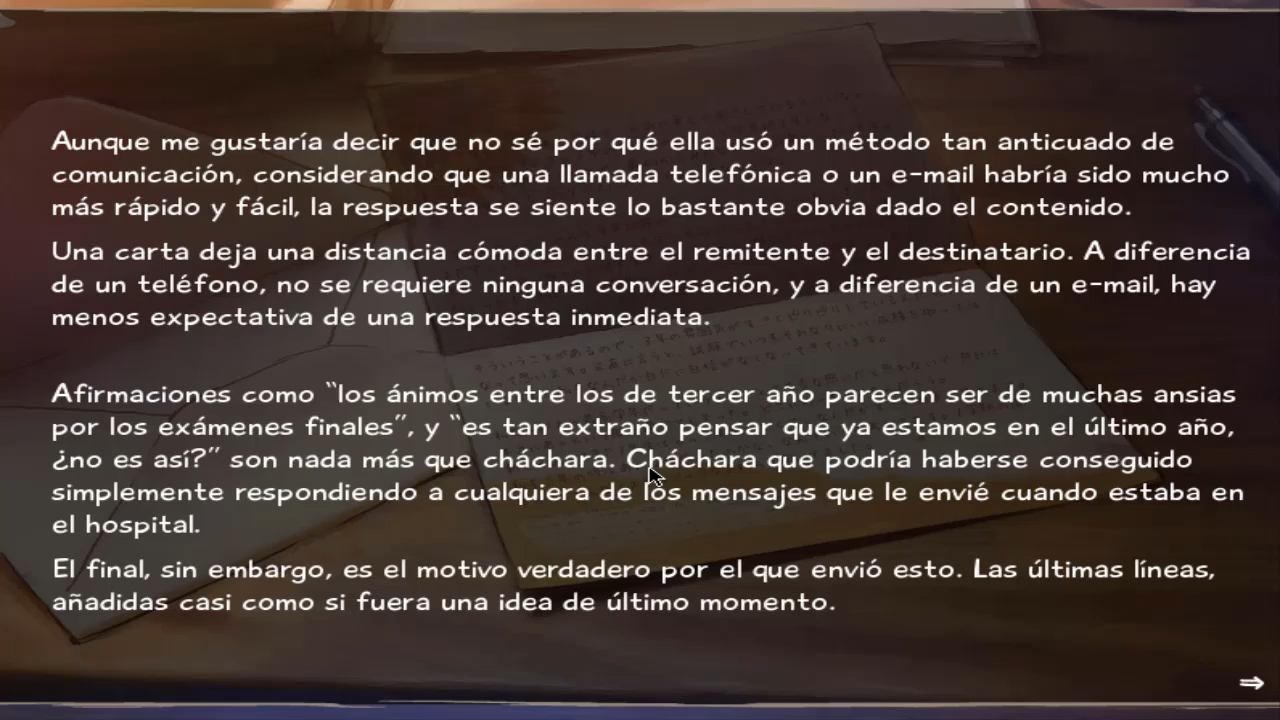 Aunque me gustaría decir que no sé por qué ella usó un método tan anticuado de
comunicación, considerando que una llamada telefónica o un e-mail habría sido mucho
más rápido y fácil, la respuesta se siente lo bastante obvia dado el contenido.
Una carta deja una distancia cómoda entre el remitente y el destinatario. A diferencia
de un teléfono, no se requiere ninguna conversación, y a diferencia de un e-mail, hay
menos expectativa de una respuesta inmediata.
Afirmaciones como “los ánimos entre los de tercer año parecen ser de muchas ansias
por los exámenes finales”, y “es tan extraño pensar que ya estamos en el último año,
¿no es así?” son nada más que cháchara. Cháchara que podría haberse conseguido
simplemente respondiendo a cualquiera de los mensajes que le envié cuando estaba en
el hospital.
El final, sin embargo, es el motivo verdadero por el que envió esto. Las últimas líneas,
añadidas casi como si fuera una idea de último momento.
⇒